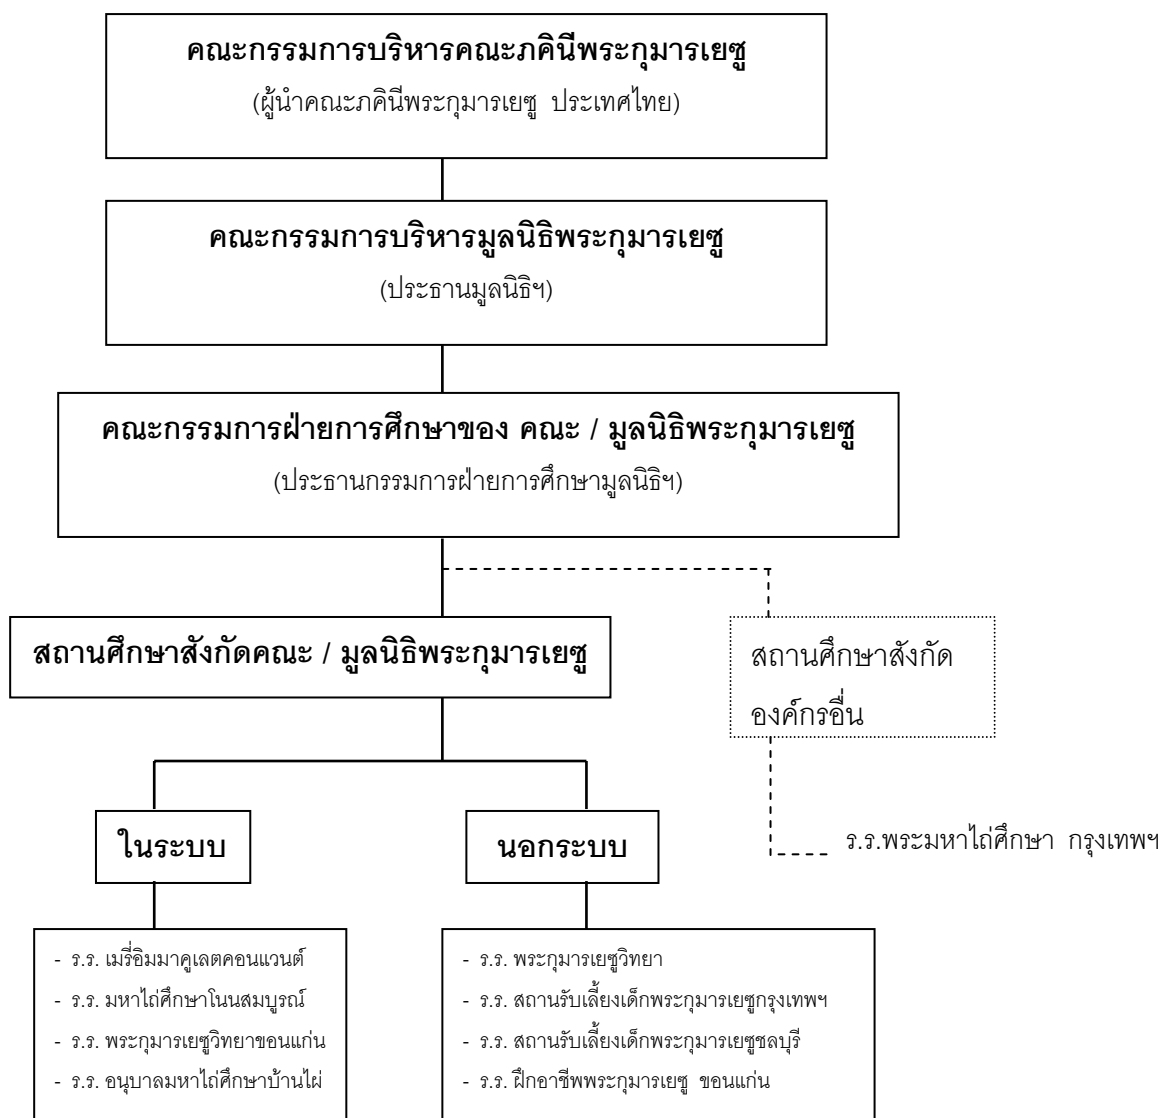 คณะกรรมการบริหารคณะภคินีพระกุมารเยซู
(ผู้นำคณะภคินีพระกุมารเยซู ประเทศไทย)
คณะกรรมการบริหารมูลนิธิพระกุมารเยซู
(ประธานมูลนิธิฯ)
คณะกรรมการฝ่ายการศึกษาของ คณะ / มูลนิธิพระกุมารเยซู
(ประธานกรรมการฝ่ายการศึกษามูลนิธิฯ)
สถานศึกษาสังกัดคณะ / มูลนิธิพระกุมารเยซู
สถานศึกษาสังกัด
องค์กรอื่น
ร.ร.พระมหาไถ่ศึกษา กรุงเทพฯ
ในระบบ
- ร.ร. เมรี่อิมมาคูเลตคอนแวนต์
- ร.ร. มหาไถ่ศึกษาโนนสมบูรณ์
- ร.ร. พระกุมารเยซูวิทยาขอนแก่น
- ร.ร. อนุบาลมหาไถ่ศึกษาบ้านไผ่
นอกระบบ
- ร.ร. พระกุมารเยซูวิทยา
- ร.ร. สถานรับเลี้ยงเด็กพระกุมารเยซูกรุงเทพฯ
- ร.ร. สถานรับเลี้ยงเด็กพระกุมารเยซูชลบุรี
- ร.ร. ฝึกอาชีพพระกุมารเยซู ขอนแก่น